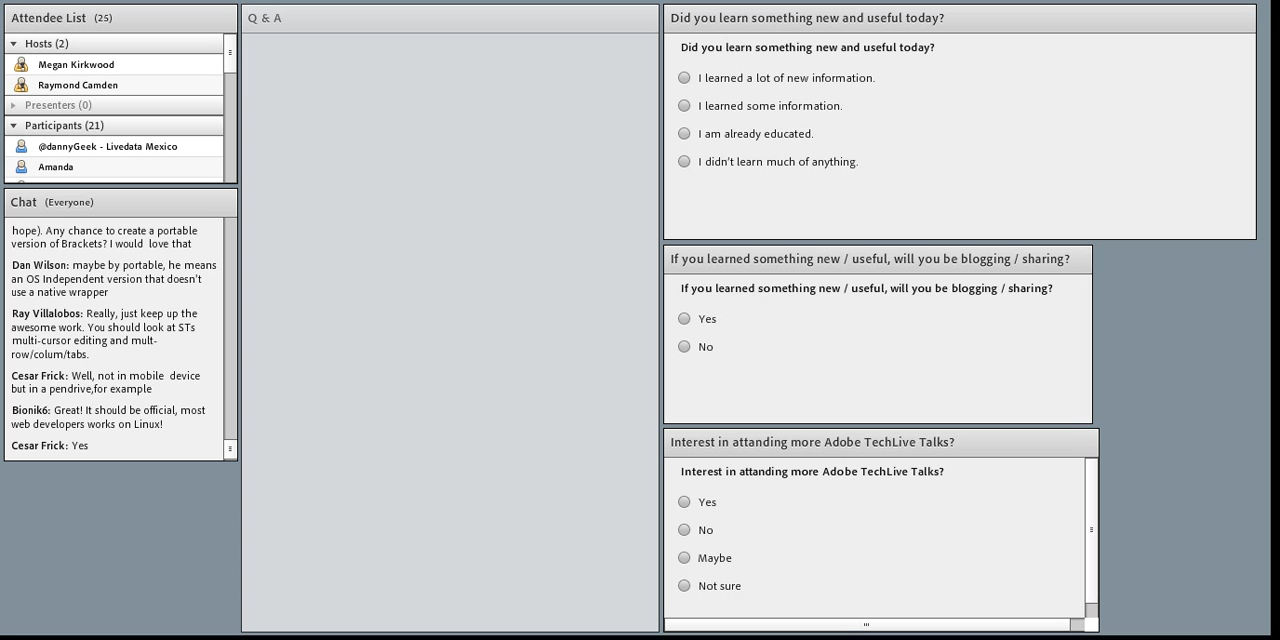 Attendee List (25)
Hosts (2)
Megan Kirkwood
Raymond Camden
Presenters (0)
Participants (21)
@dannyGeek - Livedata Mexico
Amanda
Chat (Everyone)
hope). Any chance to create a portable
version of Brackets? I would love that
Dan Wilson: maybe by portable, he means
an OS Independent version that doesn't
use a native wrapper
Ray Villalobos: Really, just keep up the
awesome work. You should look at STs
multi-cursor editing and mult-
row/colum/tabs.
Cesar Frick: Well, not in mobile device
but in a pendrive,for example
Bionik6: Great! It should be official, most
web developers works on Linux!
Cesar Frick: Yes
Q & A
Did you learn something new and useful today?
Did you learn something new and useful today?
I learned a lot of new information.
I learned some information.
I am already educated.
I didn't learn much of anything.
If you learned something new / useful, will you be blogging / sharing?
If you learned something new / useful, will you be blogging / sharing?
Yes
No
Interest in attanding more Adobe TechLive Talks?
Interest in attanding more Adobe TechLive Talks?
Yes
No
Maybe
Not sure